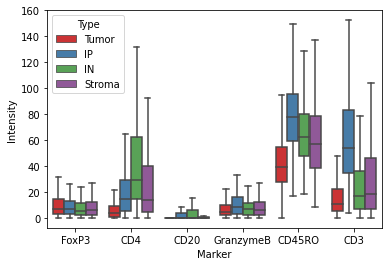 160
140
120
100
80
60
40
20
0
Intensity
Type
Tumor
IP
IN
Stroma
FoxP3 CD4 CD20 GranzymeB CD45RO CD3
Marker